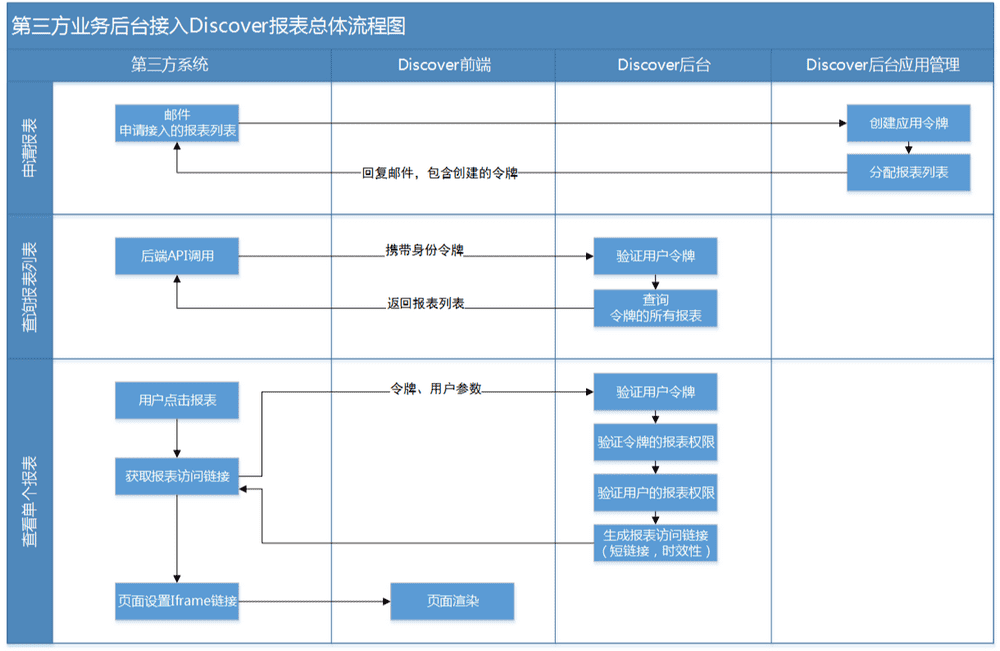 第三方业务后台接入Discover报表总体流程图
第三方系统
Discover前端
Discover后台
Discover后台应用管理
申请报表
邮件
申请接入的报表列表
创建应用令牌
回复邮件，包含创建的令牌
分配报表列表
查询报表列表
后端API调用
携带身份令牌
验证用户令牌
返回报表列表
查询
令牌的所有报表
查看单个报表
用户点击报表
令牌、用户参数
验证用户令牌
验证令牌的报表权限
获取报表访问链接
验证用户的报表权限
生成报表访问链接
（短链接，时效性）
页面设置Iframe链接
页面渲染